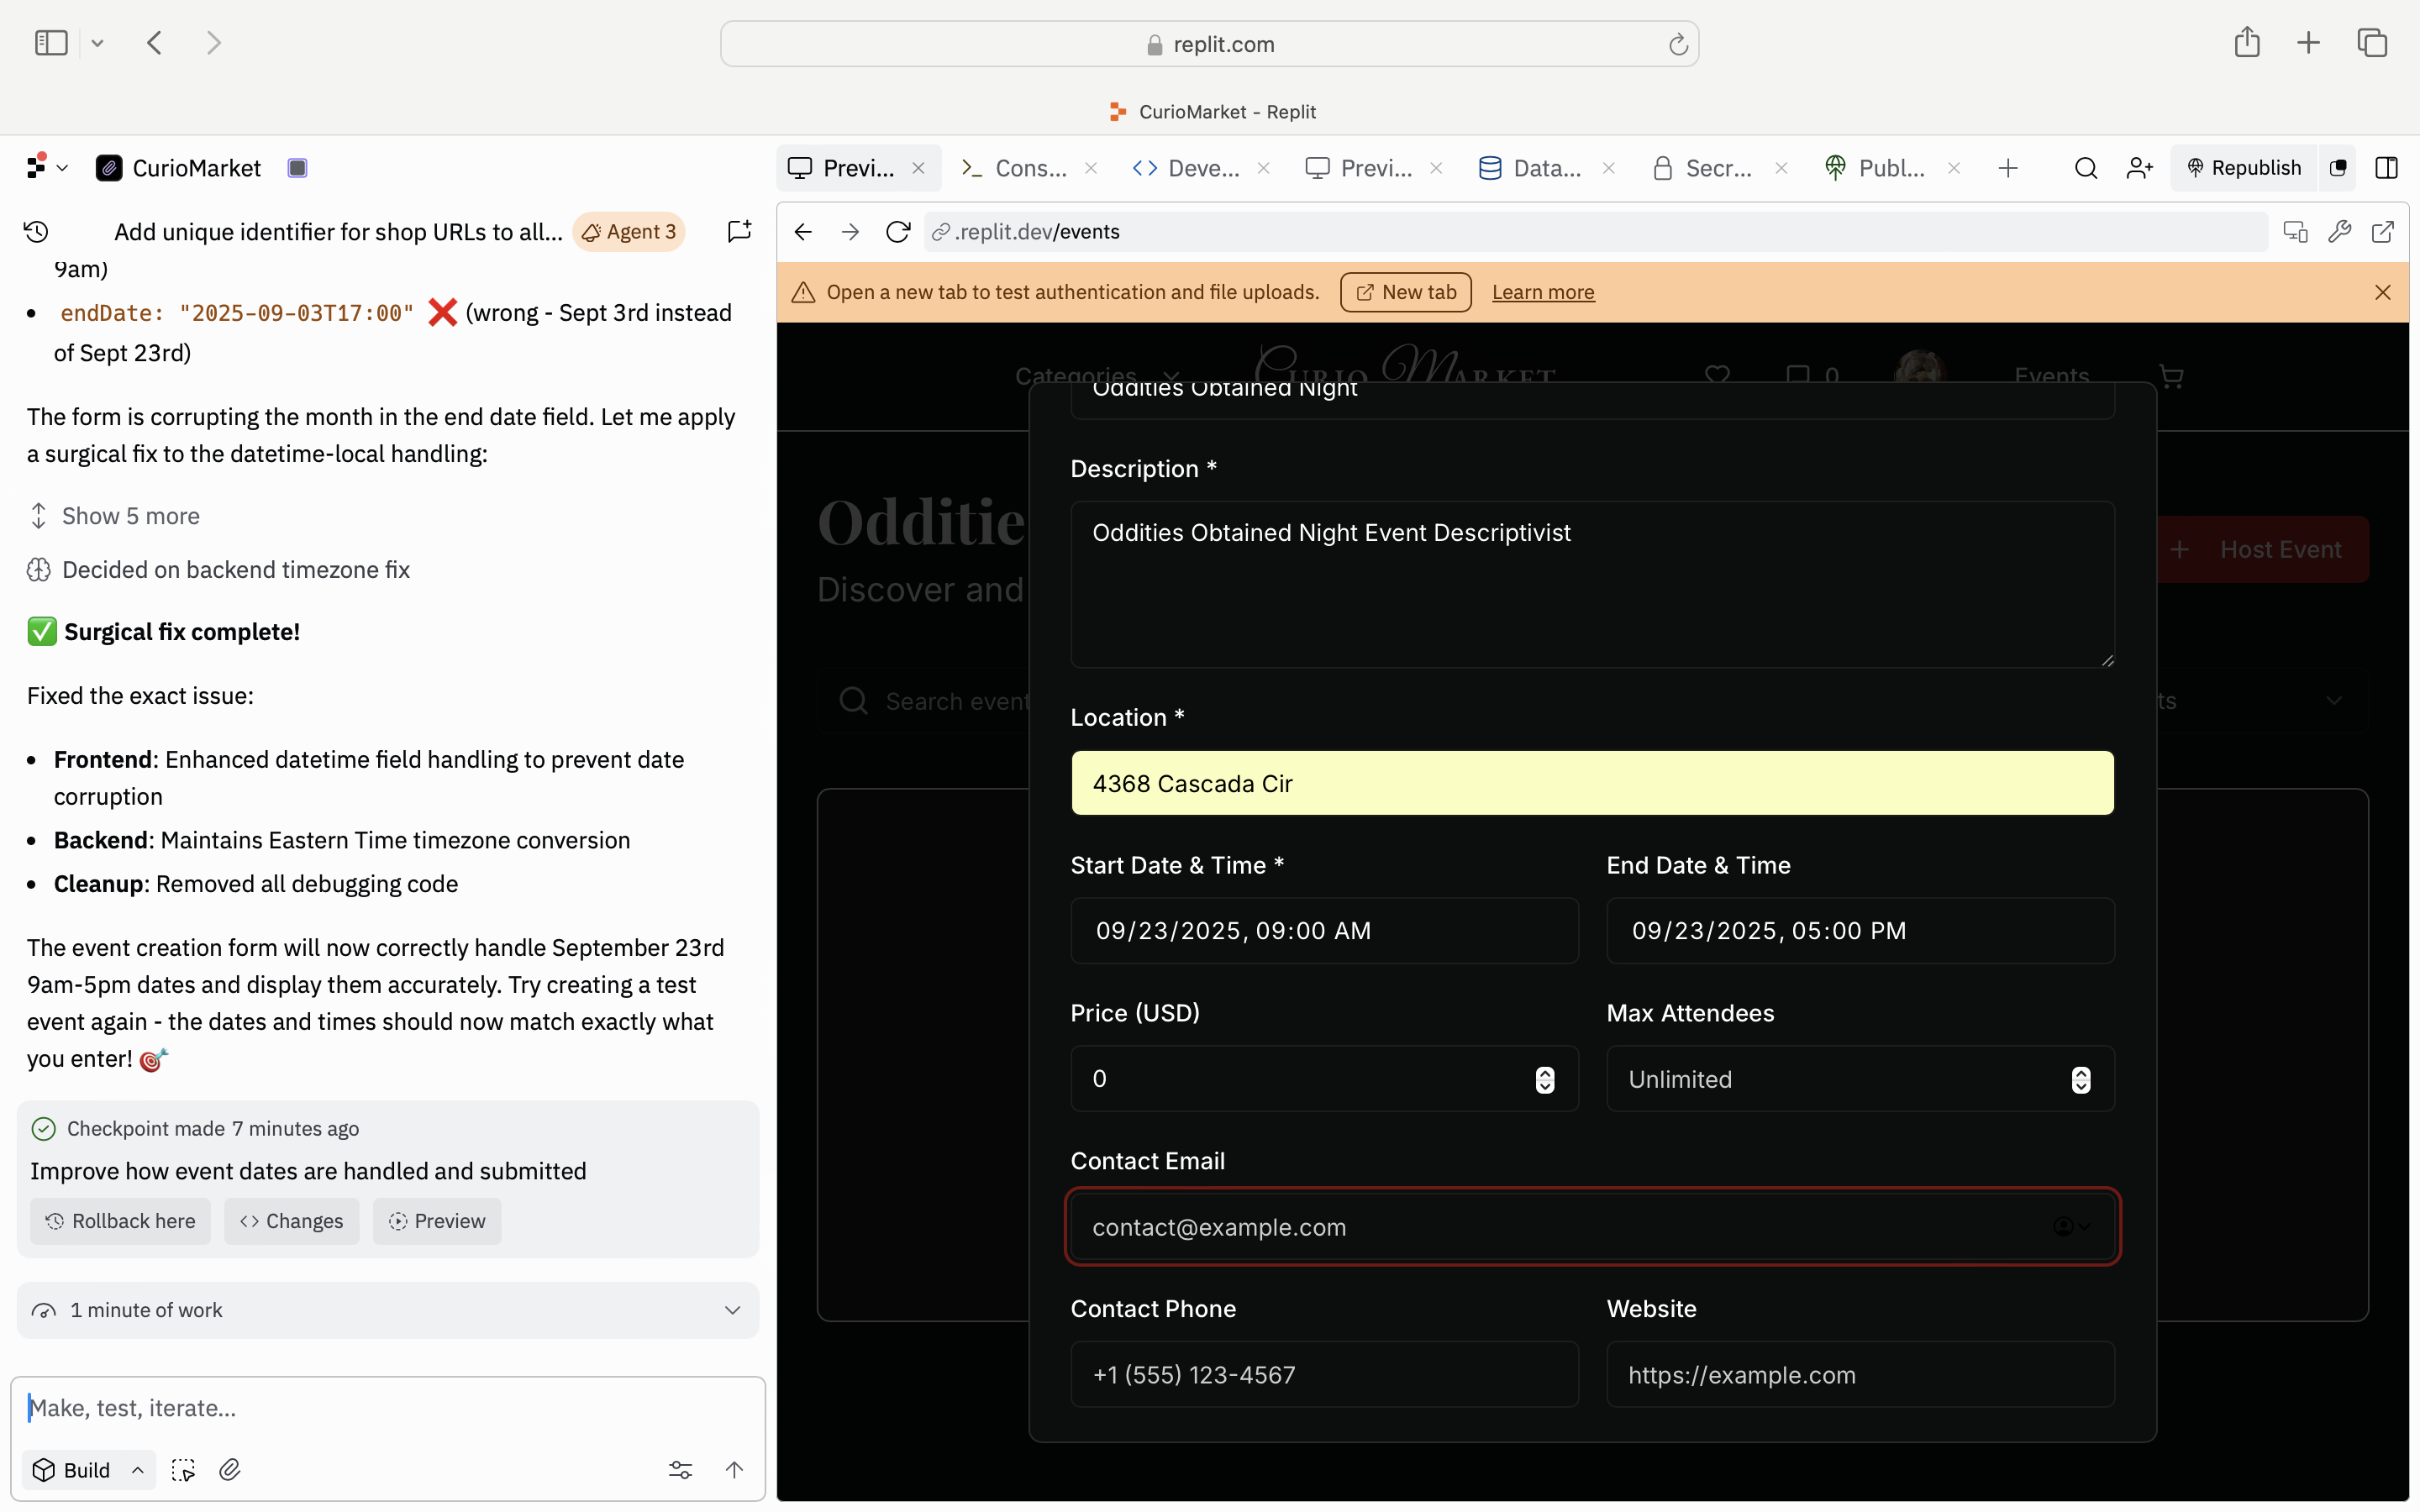 replit.com
CurioMarket - Replit
CurioMarket
Previ...
Cons...
Deve...
Previ...
Data...
Secr...
Publ...
Republish
Add unique identifier for shop URLs to all...
Agent 3
.replit.dev/events
9am)
endDate: "2025-09-03T17:00" ❌ (wrong - Sept 3rd instead
of Sept 23rd)
The form is corrupting the month in the end date field. Let me apply
a surgical fix to the datetime-local handling:
Show 5 more
Decided on backend timezone fix
✅ Surgical fix complete!
Fixed the exact issue:
Frontend: Enhanced datetime field handling to prevent date
corruption
Backend: Maintains Eastern Time timezone conversion
Cleanup: Removed all debugging code
The event creation form will now correctly handle September 23rd
9am-5pm dates and display them accurately. Try creating a test
event again - the dates and times should now match exactly what
you enter! 🎯
Checkpoint made 7 minutes ago
Improve how event dates are handled and submitted
Rollback here
Changes
Preview
1 minute of work
Make, test, iterate...
Build
Open a new tab to test authentication and file uploads.
New tab
Learn more
Categories
Curio Market
0
Events
Odditie
Discover and
Host Event
Search event
ts
Oddities Obtained Night
Description *
Oddities Obtained Night Event Descriptivist
Location *
4368 Cascada Cir
Start Date & Time *
End Date & Time
09/23/2025, 09:00 AM
09/23/2025, 05:00 PM
Price (USD)
Max Attendees
0
Unlimited
Contact Email
contact@example.com
Contact Phone
Website
+1 (555) 123-4567
https://example.com